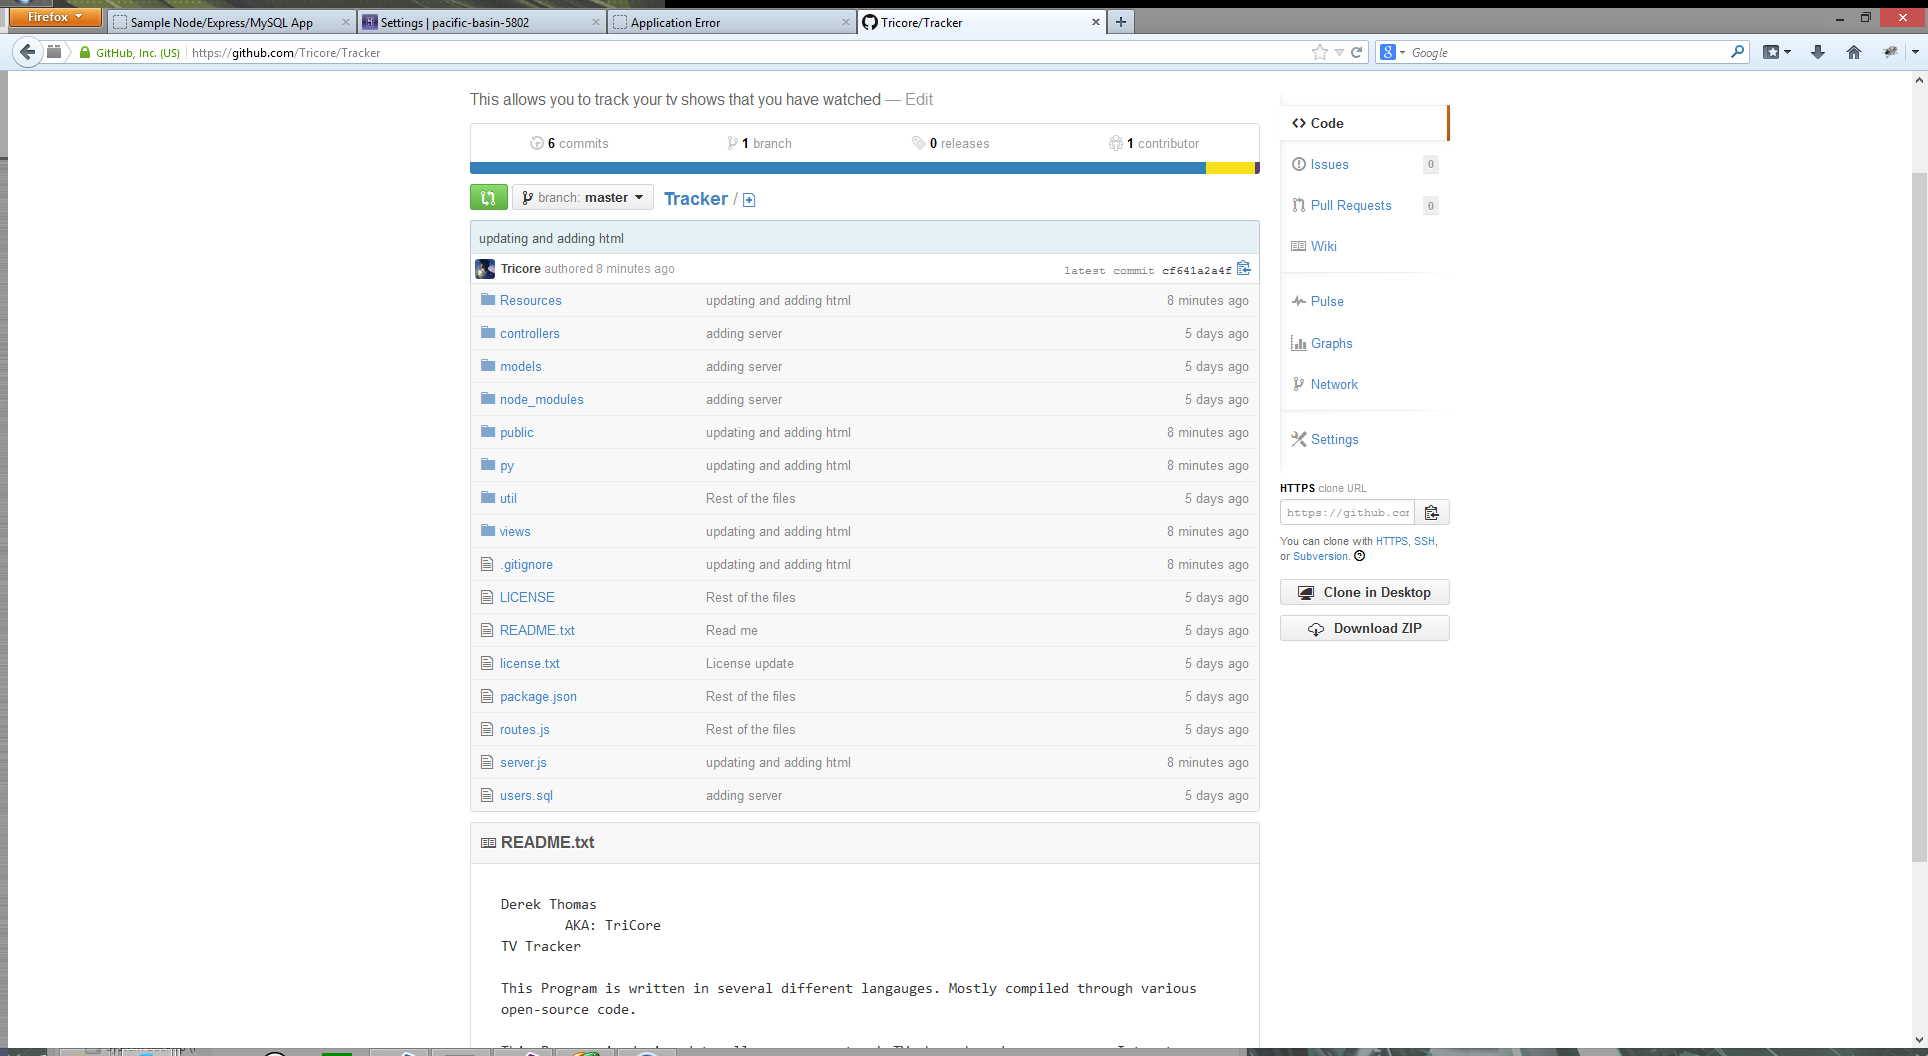 Firefox
Sample Node/Express/MySQL App
Settings | pacific-basin-5802
Application Error
Tricore/Tracker
GitHub, Inc. (US)
https://github.com/Tricore/Tracker
Google
This allows you to track your tv shows that you have watched — Edit
6 commits
1 branch
0 releases
1 contributor
branch: master
Tracker /
updating and adding html
Tricore authored 8 minutes ago
latest commit cf641a2a4f
Resources updating and adding html 8 minutes ago
controllers adding server 5 days ago
models adding server 5 days ago
node_modules adding server 5 days ago
public updating and adding html 8 minutes ago
py updating and adding html 8 minutes ago
util Rest of the files 5 days ago
views updating and adding html 8 minutes ago
.gitignore updating and adding html 8 minutes ago
LICENSE Rest of the files 5 days ago
README.txt Read me 5 days ago
license.txt License update 5 days ago
package.json Rest of the files 5 days ago
routes.js Rest of the files 5 days ago
server.js updating and adding html 8 minutes ago
users.sql adding server 5 days ago
README.txt
Derek Thomas
AKA: TriCore
TV Tracker
This Program is written in several different langauges. Mostly compiled through various
open-source code.
Code
Issues 0
Pull Requests 0
Wiki
Pulse
Graphs
Network
Settings
HTTPS clone URL
https://github.com
You can clone with HTTPS, SSH,
or Subversion.
Clone in Desktop
Download ZIP